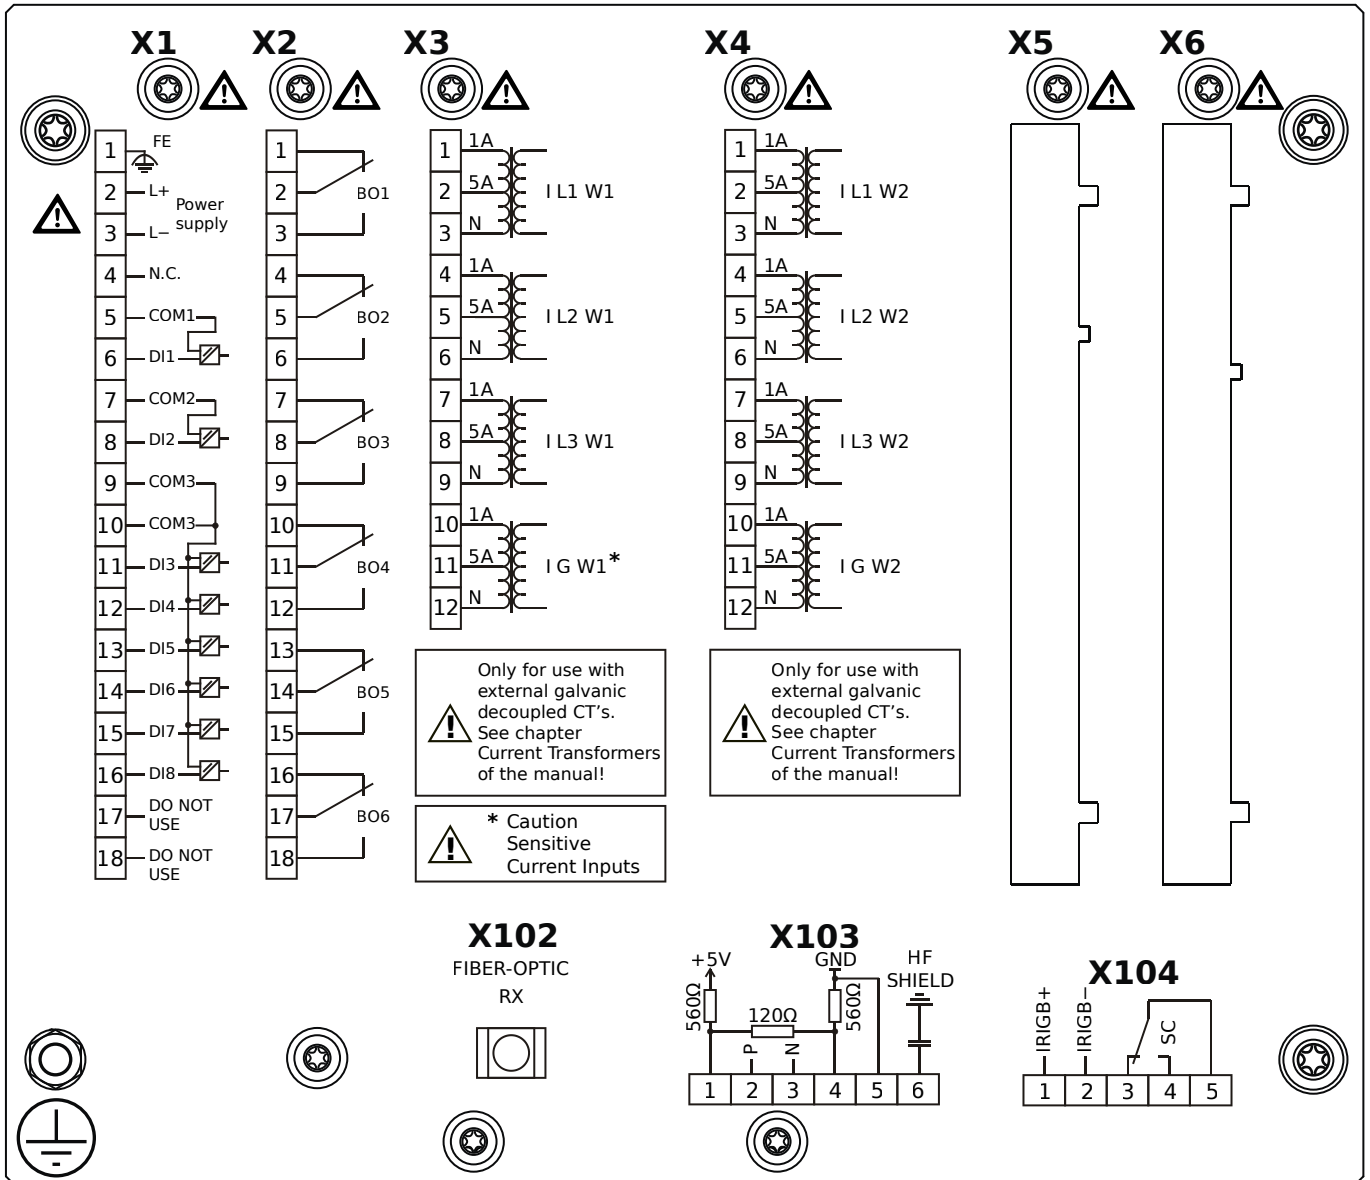 X1
X2
X3
X4
X5
X6
1
FE
2
L+
Power
supply
3
L−
4
N.C.
5
COM1
6
DI1
7
COM2
8
DI2
9
COM3
10
COM3
11
DI3
12
DI4
13
DI5
14
DI6
15
DI7
16
DI8
17
DO NOT
USE
18
DO NOT
USE
1
2
BO1
3
4
5
BO2
6
7
8
BO3
9
10
11
BO4
12
13
14
BO5
15
16
17
BO6
18
1
1A
2
5A
I L1 W1
3
N
4
1A
5
5A
I L2 W1
6
N
7
1A
8
5A
I L3 W1
9
N
10
1A
11
5A
I G W1*
12
N
Only for use with
external galvanic
decoupled CT's.
See chapter
Current Transformers
of the manual!
* Caution
Sensitive
Current Inputs
1
1A
2
5A
I L1 W2
3
N
4
1A
5
5A
I L2 W2
6
N
7
1A
8
5A
I L3 W2
9
N
10
1A
11
5A
I G W2
12
N
Only for use with
external galvanic
decoupled CT's.
See chapter
Current Transformers
of the manual!
X102
FIBER-OPTIC
RX
X103
+5V
GND
HF
SHIELD
560Ω
120Ω
560Ω
P
N
1 2 3 4 5 6
X104
IRIGB+
IRIGB−
SC
1 2 3 4 5